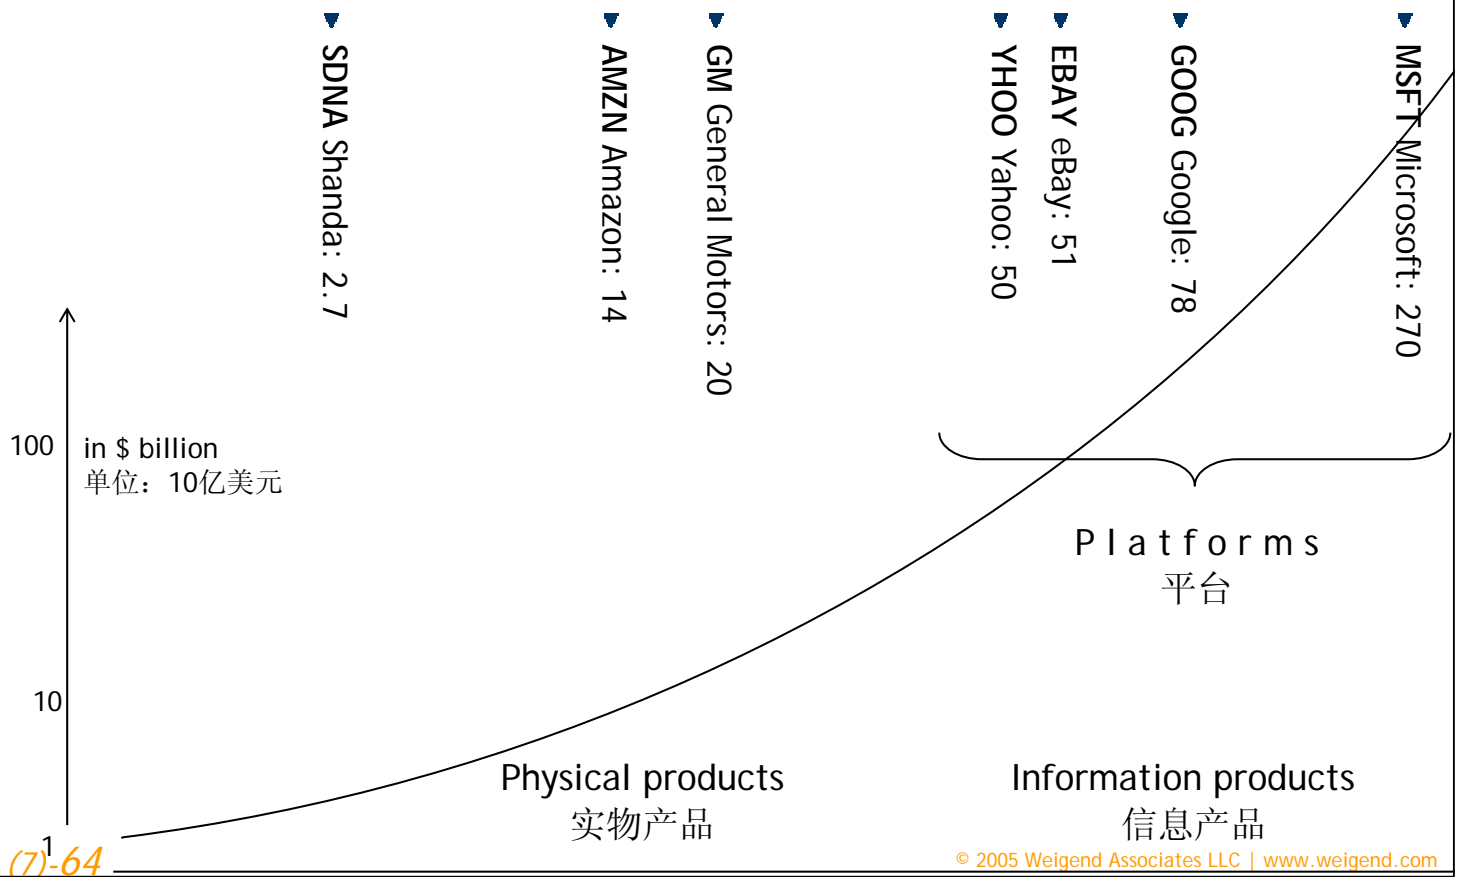 SDNA Shanda: 2.7
AMZN Amazon: 14
GM General Motors: 20
YHOO Yahoo: 50
EBAY eBay: 51
GOOG Google: 78
MSFT Microsoft: 270
100
in $ billion
单位：10亿美元
Platforms
平台
10
Physical products
实物产品
Information products
信息产品
1
(7)-64
© 2005 Weigend Associates LLC | www.weigend.com